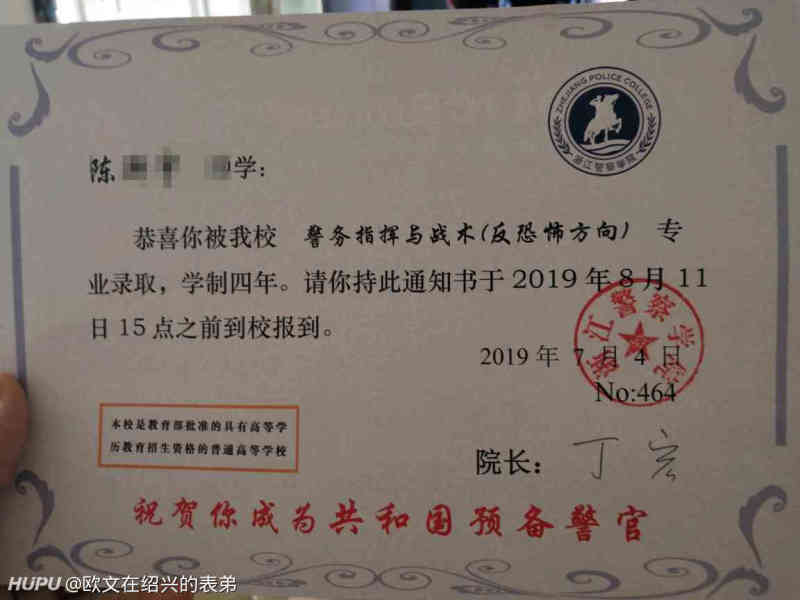 ZHEJIANG POLICE COLLEGE
陈 学：
恭喜你被我校 警务指挥与战术(反恐怖方向) 专
业录取，学制四年。请你持此通知书于 2019 年 8 月 11
日 15 点之前到校报到。
浙江警察学院
2019 年 7 月 4 日
No:464
本校是教育部批准的具有高等学
历教育招生资格的普通高等学校
院长： 丁宏
祝贺你成为共和国预备警官
HUPU @欧文在绍兴的表弟